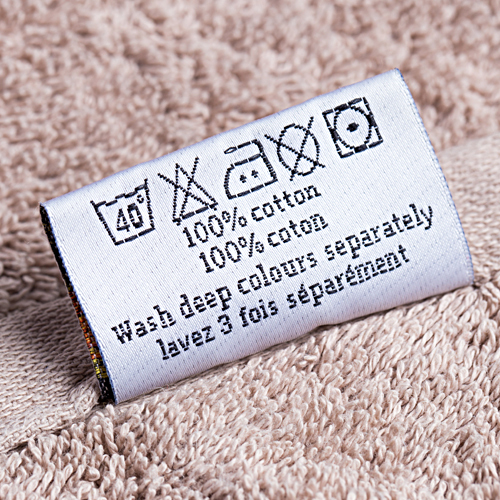 40°
100% cotton
100% coton
Wash deep colours separately
lavez 3 fois séparément